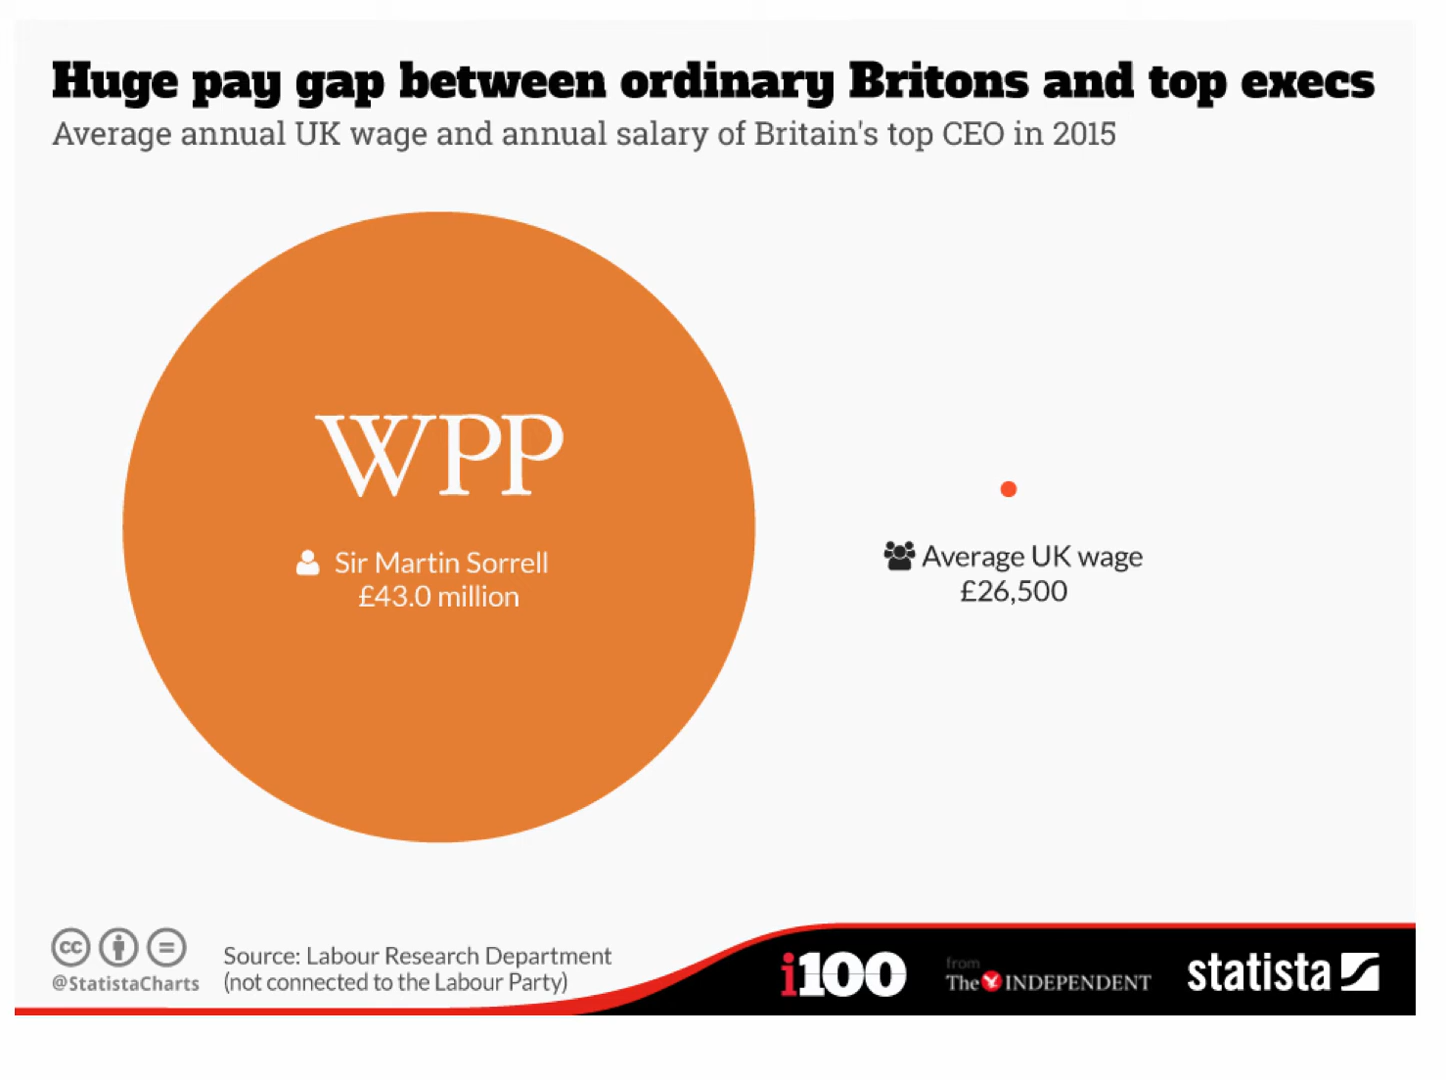 Huge pay gap between ordinary Britons and top execs
Average annual UK wage and annual salary of Britain's top CEO in 2015
WPP
Sir Martin Sorrell
£43.0 million
Average UK wage
£26,500
cc
@StatistaCharts
Source: Labour Research Department
(not connected to the Labour Party)
i100
from
The INDEPENDENT
statista